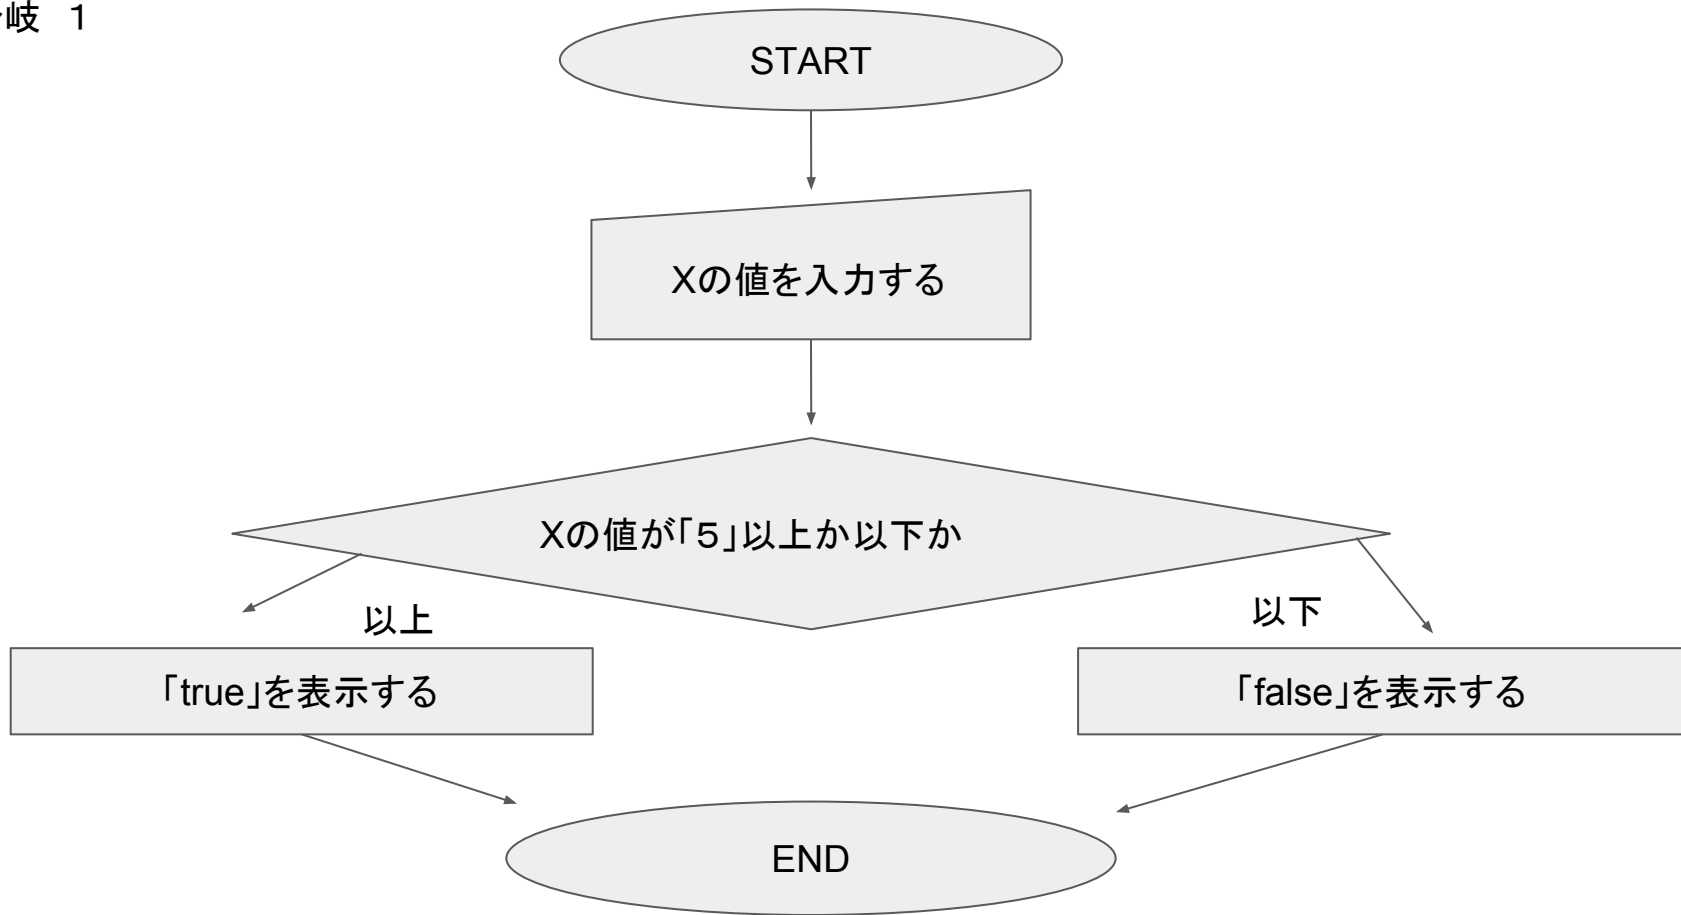 岐 1
START
Xの値を入力する
Xの値が「5」以上か以下か
以上
以下
「true」を表示する
「false」を表示する
END